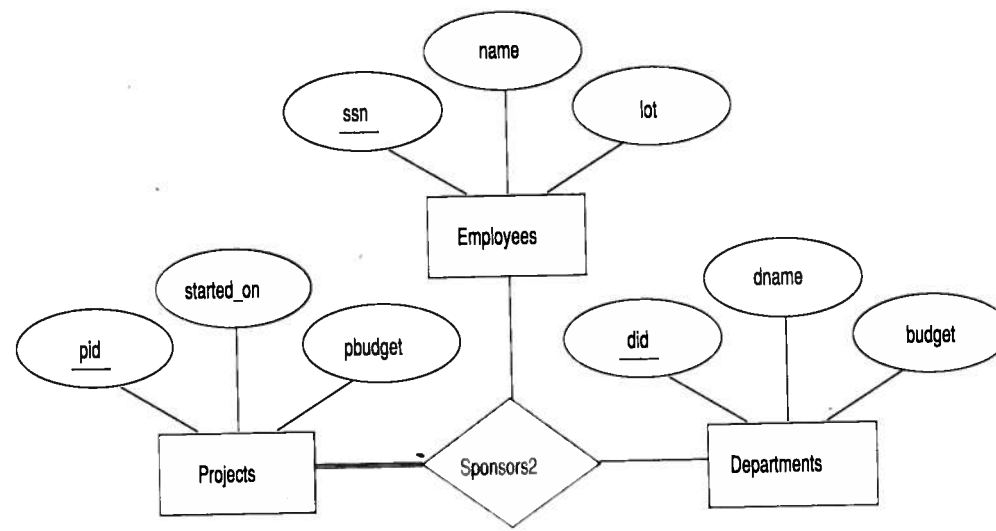 name
ssn
lot
Employees
started_on
dname
pid
pbudget
did
budget
Projects
Sponsors2
Departments